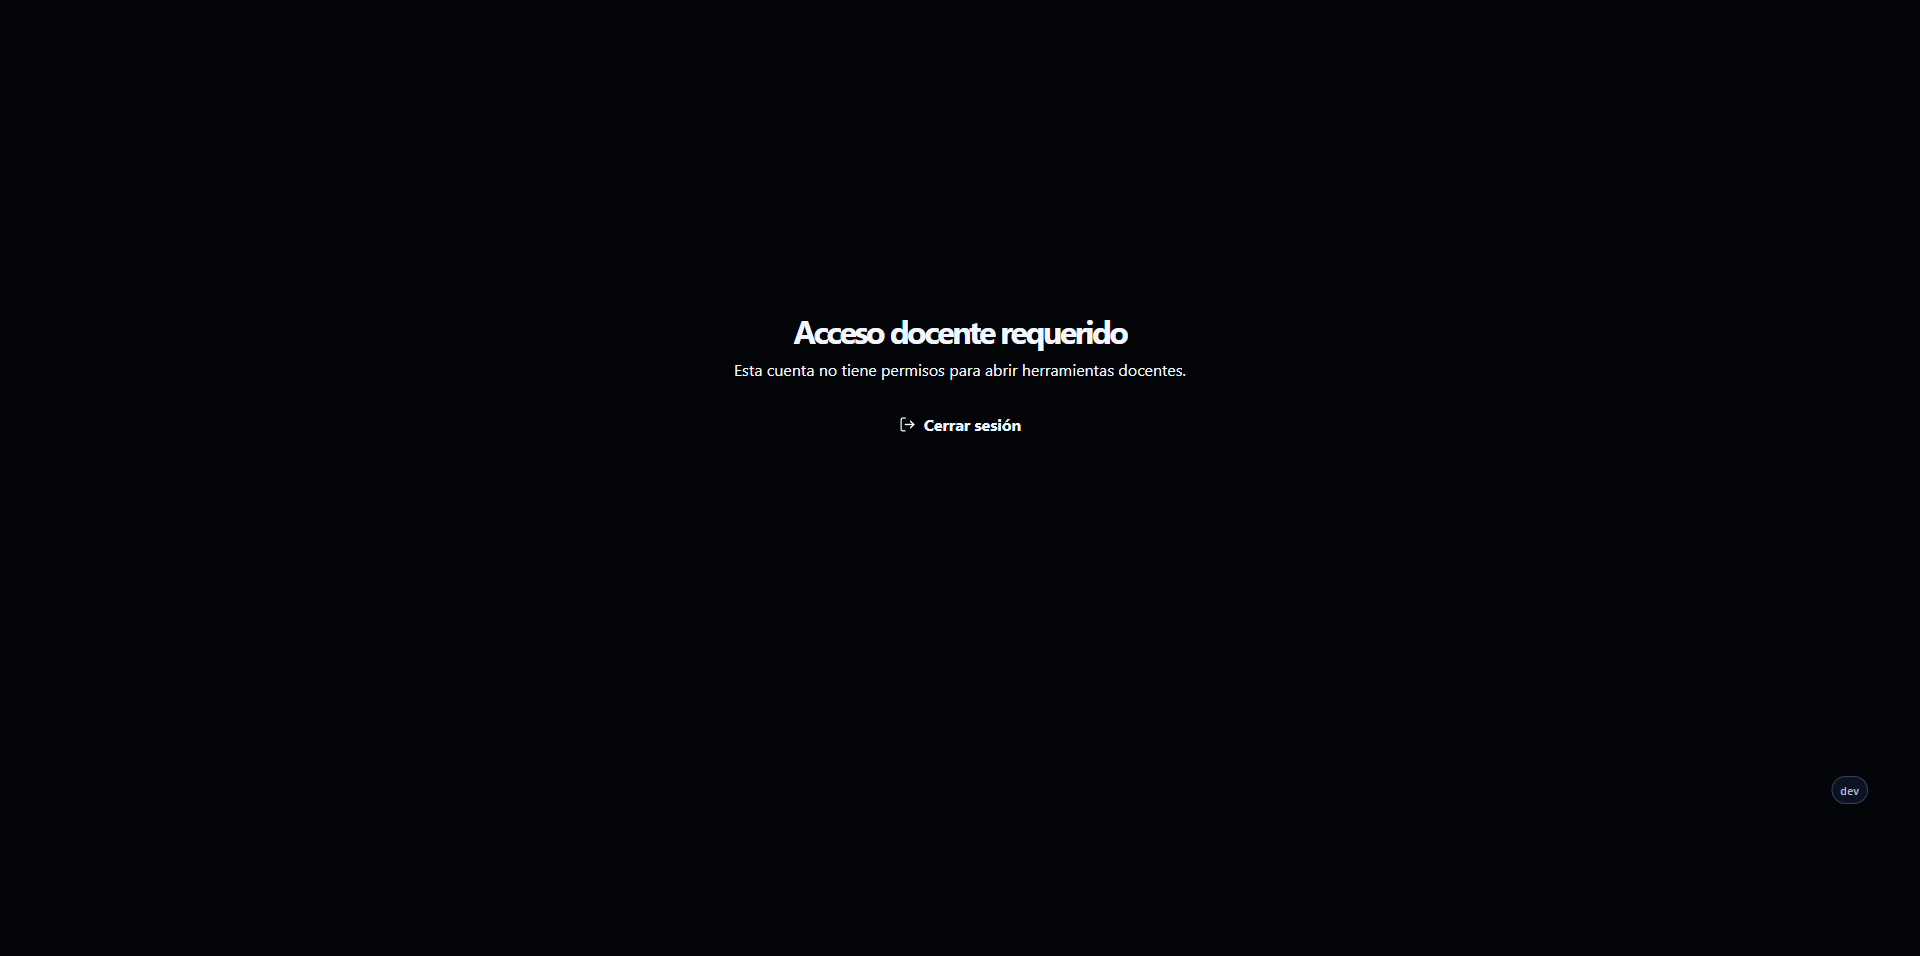 Acceso docente requerido
Esta cuenta no tiene permisos para abrir herramientas docentes.
Cerrar sesión
dev